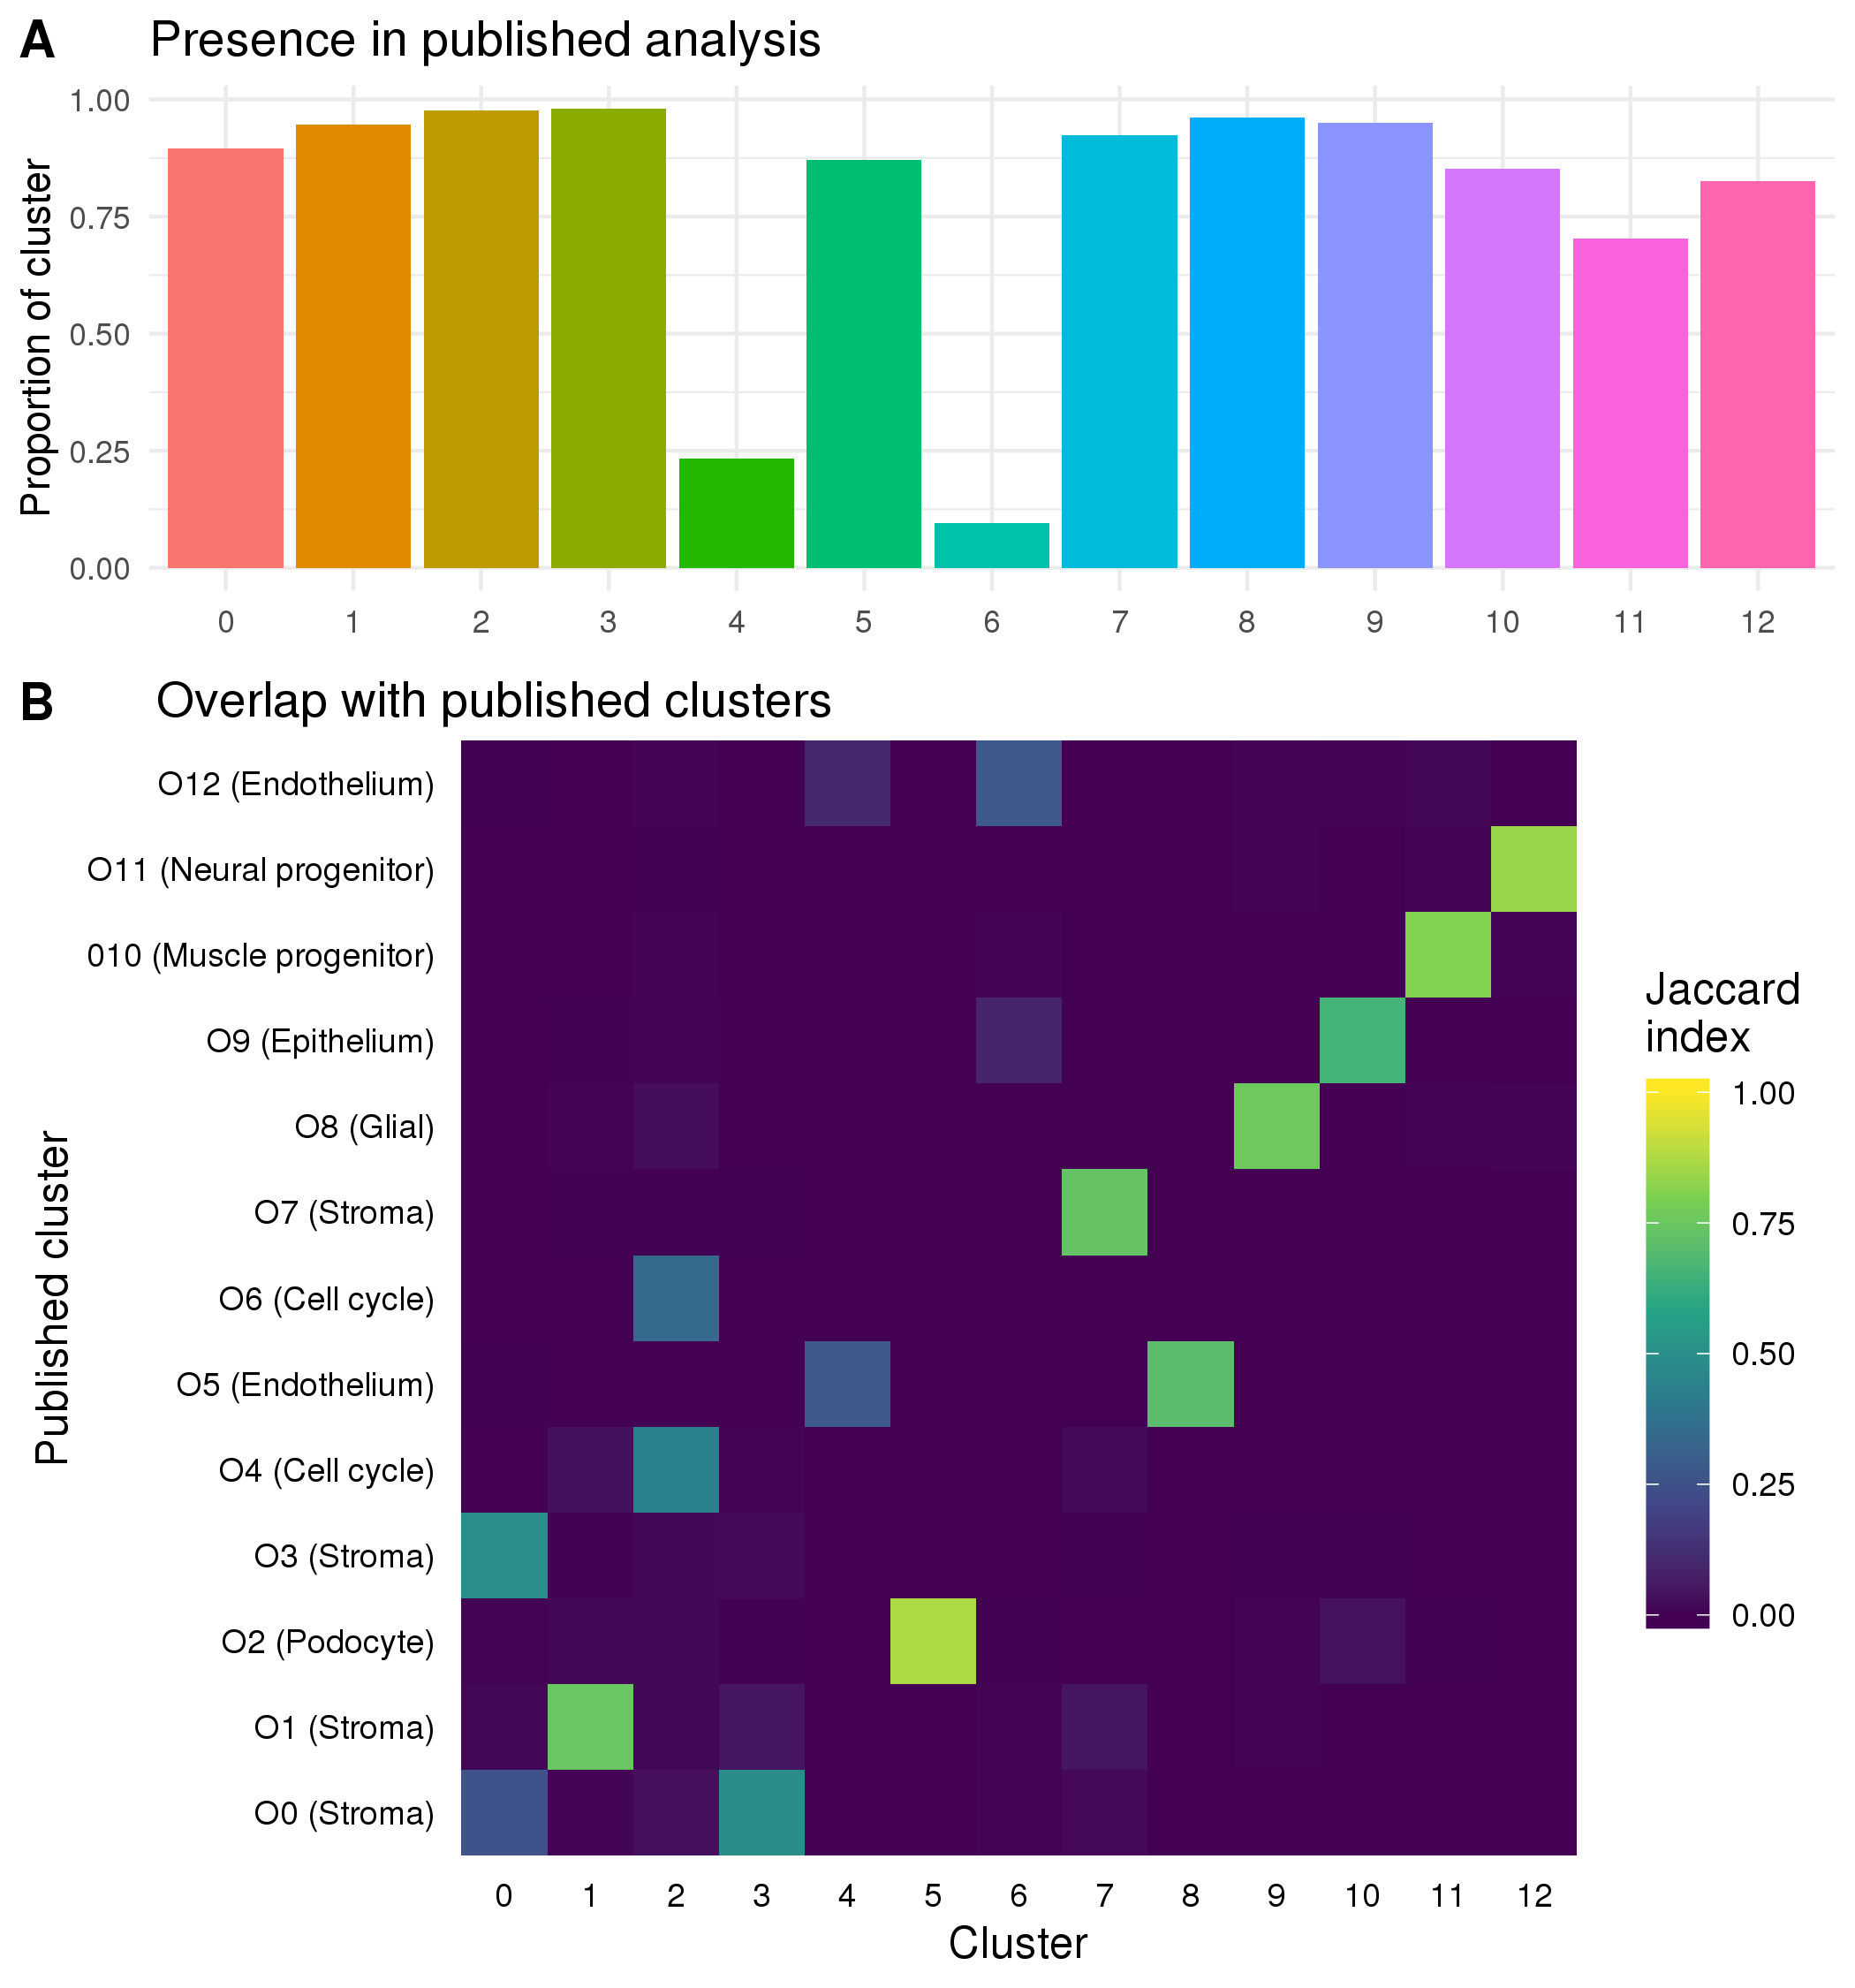 A
Presence in published analysis
Proportion of cluster
1.00
0.75
0.50
0.25
0.00
0 1 2 3 4 5 6 7 8 9 10 11 12
B
Overlap with published clusters
Published cluster
O12 (Endothelium)
O11 (Neural progenitor)
010 (Muscle progenitor)
O9 (Epithelium)
O8 (Glial)
O7 (Stroma)
O6 (Cell cycle)
O5 (Endothelium)
O4 (Cell cycle)
O3 (Stroma)
O2 (Podocyte)
O1 (Stroma)
O0 (Stroma)
0 1 2 3 4 5 6 7 8 9 10 11 12
Cluster
Jaccard
index
1.00
0.75
0.50
0.25
0.00